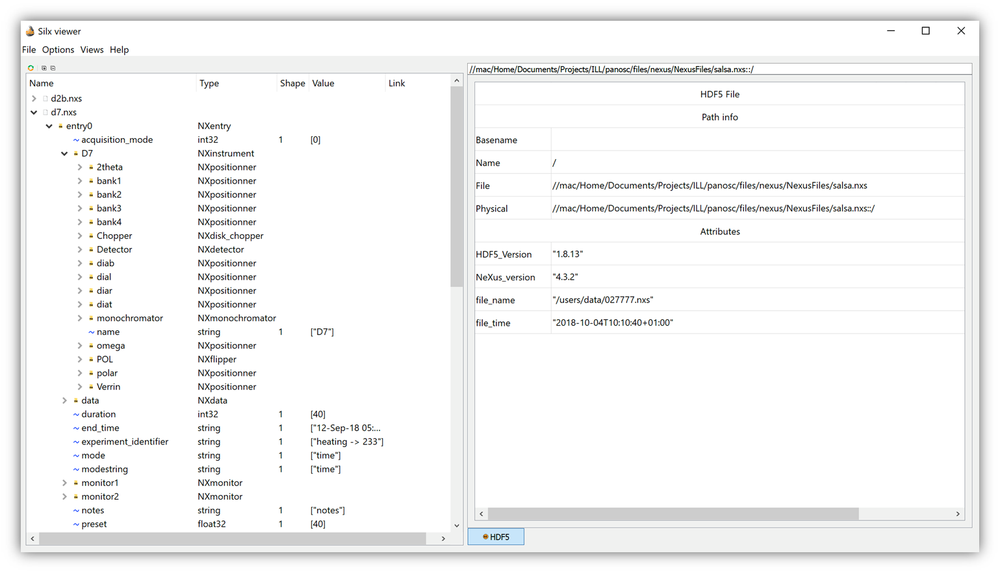 Silx viewer
File Options Views Help
Name Type Shape Value Link
d2b.nxs
d7.nxs
entry0 NXentry
acquisition_mode int32 1 [0]
D7 NXinstrument
2theta NXpositionner
bank1 NXpositionner
bank2 NXpositionner
bank3 NXpositionner
bank4 NXpositionner
Chopper NXdisk_chopper
Detector NXdetector
diab NXpositionner
dial NXpositionner
diar NXpositionner
diat NXpositionner
monochromator NXmonochromator
name string 1 ["D7"]
omega NXpositionner
POL NXflipper
polar NXpositionner
Verrin NXpositionner
data NXdata
duration int32 1 [40]
end_time string 1 ["12-Sep-18 05:...
experiment_identifier string 1 ["heating -> 233"]
mode string 1 ["time"]
modestring string 1 ["time"]
monitor1 NXmonitor
monitor2 NXmonitor
notes string 1 ["notes"]
preset float32 1 [40]
//mac/Home/Documents/Projects/ILL/panosc/files/nexus/NexusFiles/salsa.nxs::/
HDF5 File
Path info
Basename
Name /
File //mac/Home/Documents/Projects/ILL/panosc/files/nexus/NexusFiles/salsa.nxs
Physical //mac/Home/Documents/Projects/ILL/panosc/files/nexus/NexusFiles/salsa.nxs::/
Attributes
HDF5_Version "1.8.13"
NeXus_version "4.3.2"
file_name "/users/data/027777.nxs"
file_time "2018-10-04T10:10:40+01:00"
HDF5